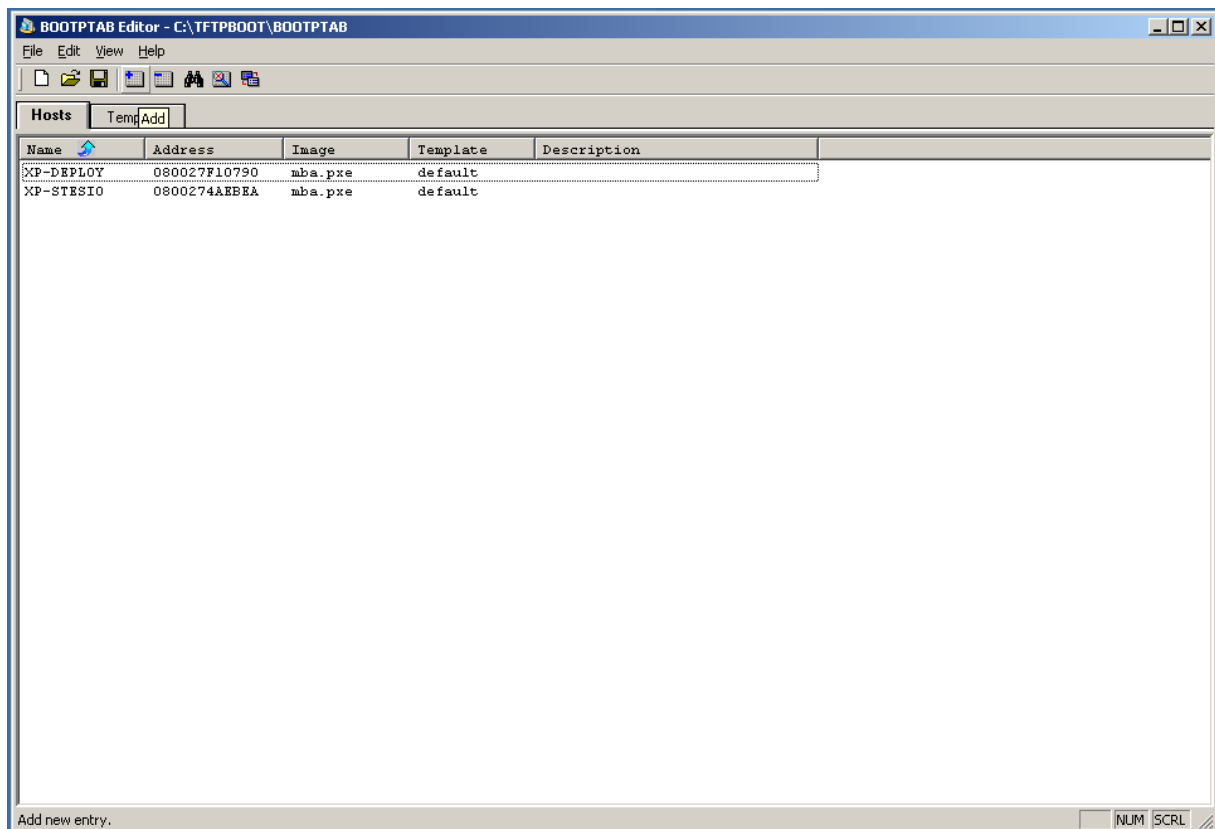 BOOTPTAB Editor - C:\TFTPBOOT\BOOTPTAB
File Edit View Help
Hosts Temp Add
Name Address Image Template Description
XP-DEPLOY 080027F10790 mba.pxe default
XP-STESIO 0800274AEBEA mba.pxe default
Add new entry. NUM SCRL